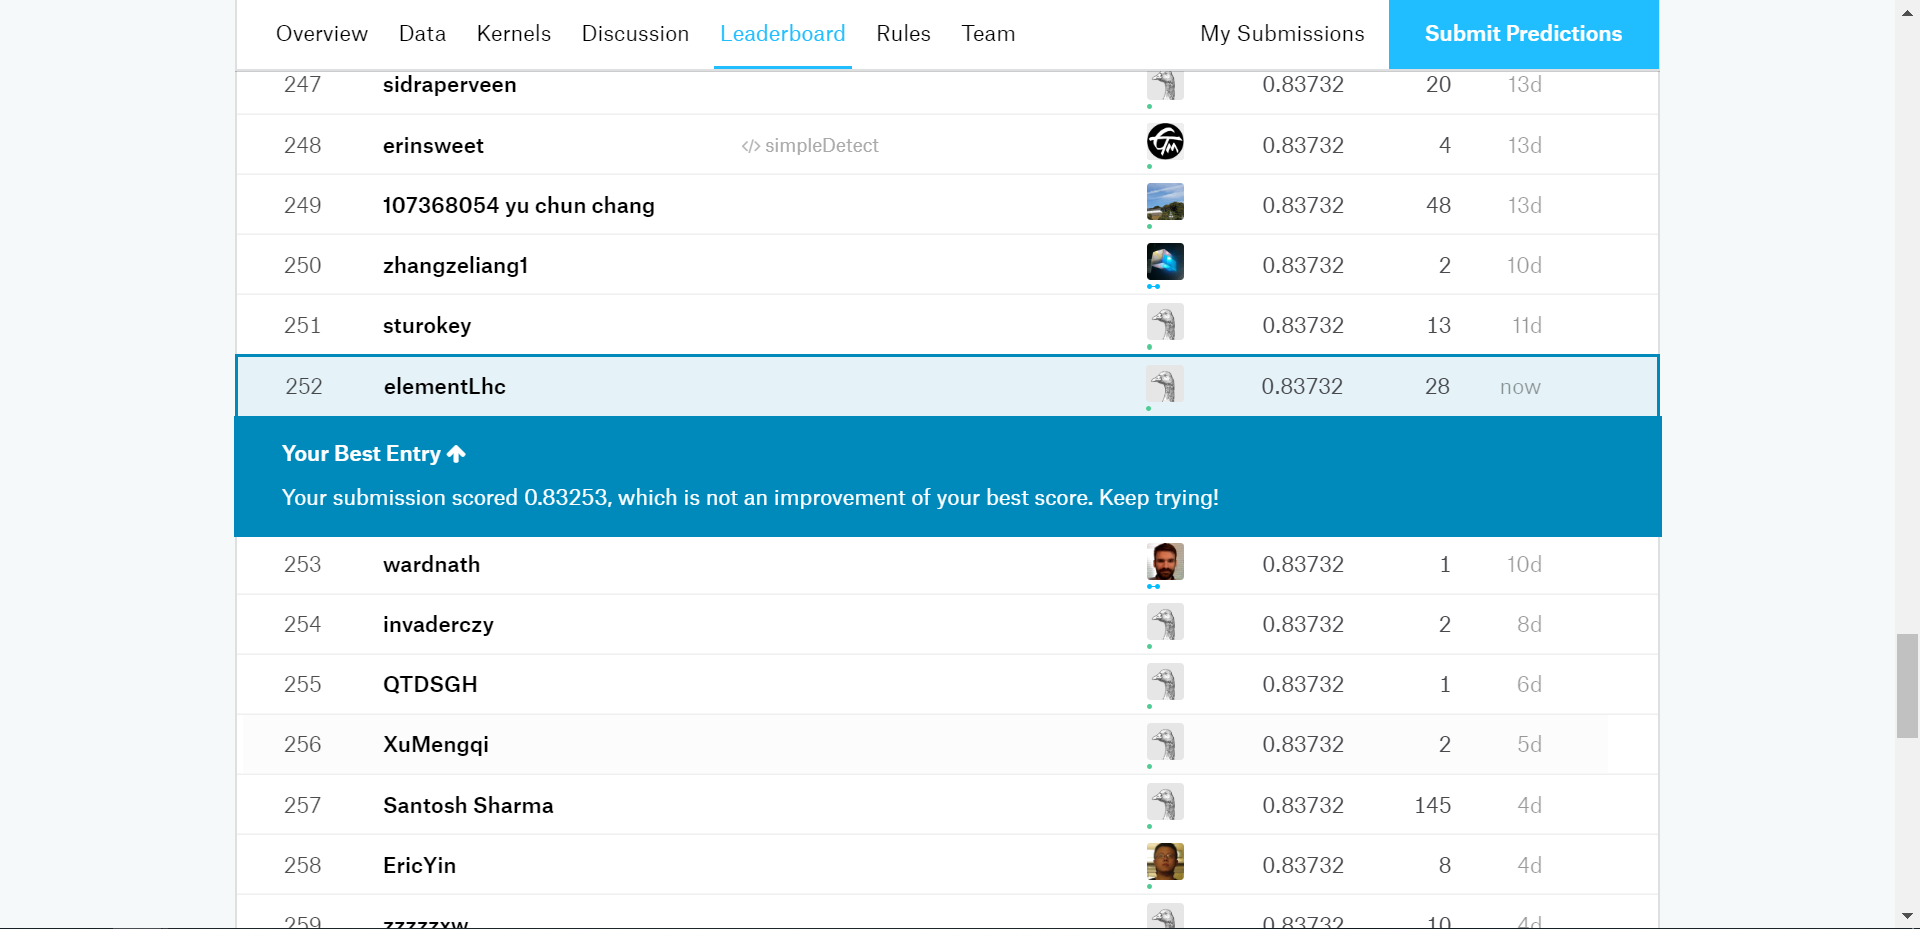 Overview Data Kernels Discussion Leaderboard Rules Team My Submissions Submit Predictions
247 sidraperveen 0.83732 20 13d
248 erinsweet </> simpleDetect 0.83732 4 13d
249 107368054 yu chun chang 0.83732 48 13d
250 zhangzeliang1 0.83732 2 10d
251 sturokey 0.83732 13 11d
252 elementLhc 0.83732 28 now
Your Best Entry
Your submission scored 0.83253, which is not an improvement of your best score. Keep trying!
253 wardnath 0.83732 1 10d
254 invaderczy 0.83732 2 8d
255 QTDSGH 0.83732 1 6d
256 XuMengqi 0.83732 2 5d
257 Santosh Sharma 0.83732 145 4d
258 EricYin 0.83732 8 4d
259 zzzzzxw 0.83732 10 4d